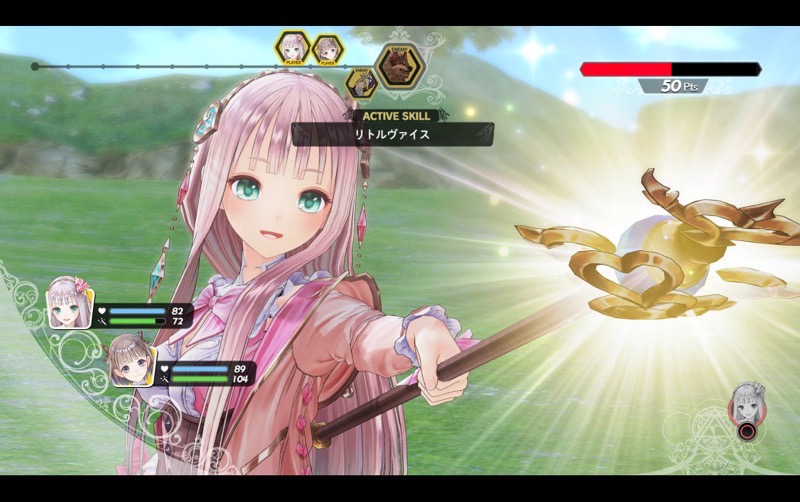 PLAYER
PLAYER
ENEMY
ENEMY
ACTIVE SKILL
リトルヴァイス
50 Pts
82
72
89
104